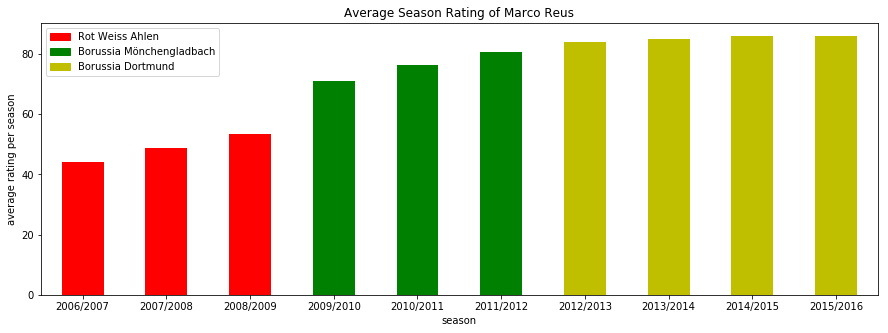 Average Season Rating of Marco Reus
Rot Weiss Ahlen
Borussia Mönchengladbach
Borussia Dortmund
average rating per season
80
60
40
20
0
2006/2007 2007/2008 2008/2009 2009/2010 2010/2011 2011/2012 2012/2013 2013/2014 2014/2015 2015/2016
season